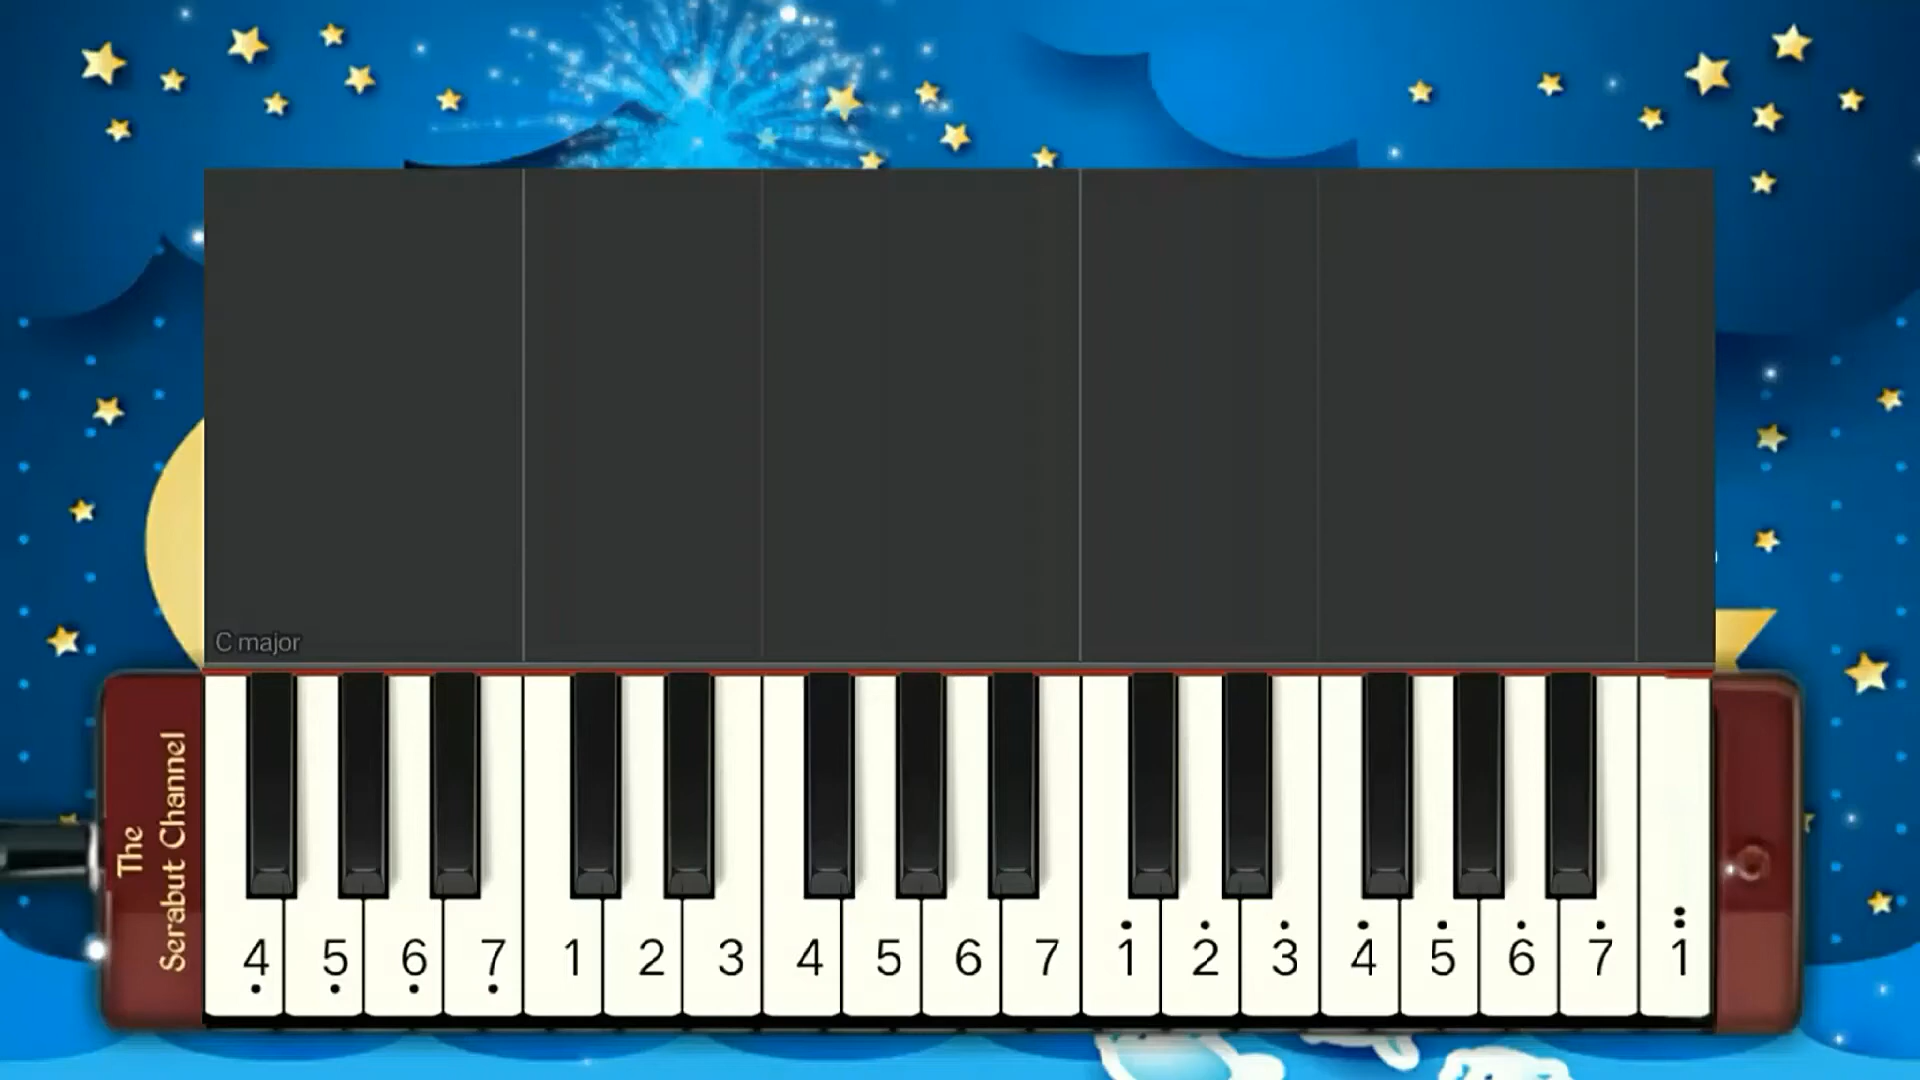 C major
The
Serabut Channel
4̣ 5̣ 6̣ 7̣ 1 2 3 4 5 6 7 1̇ 2̇ 3̇ 4̇ 5̇ 6̇ 7̇ 1̈